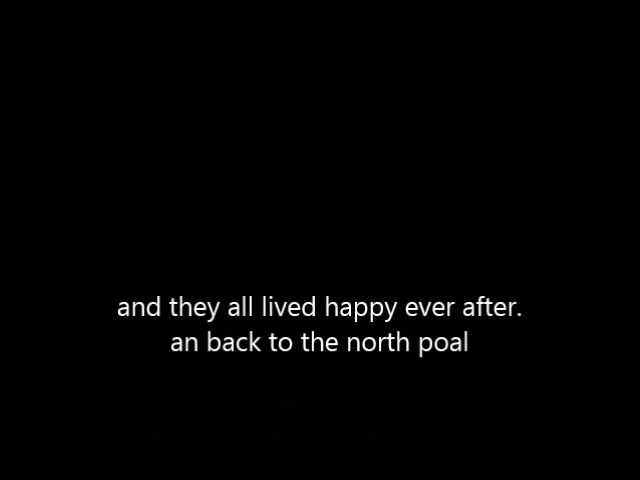 and they all lived happy ever after.
an back to the north poal